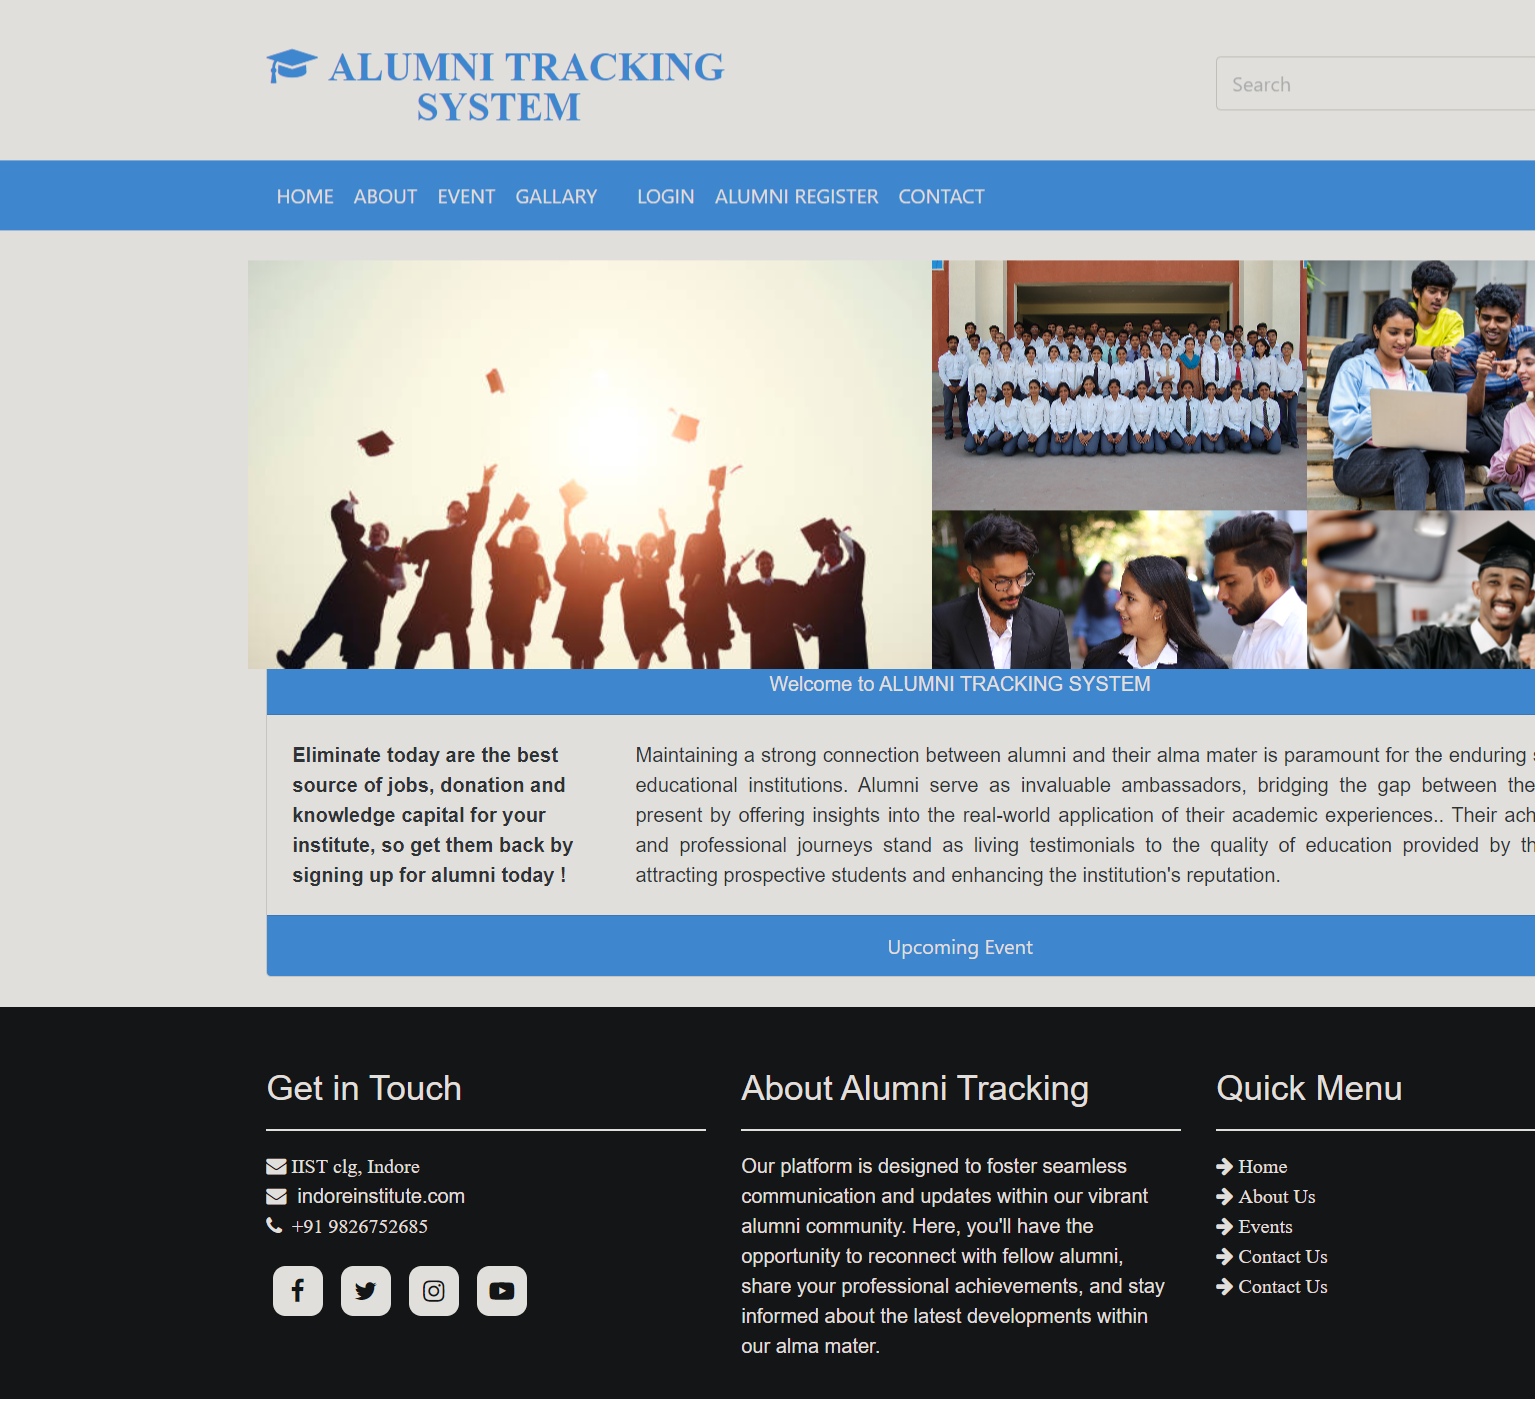 ALUMNI TRACKING
SYSTEM
Search
HOME ABOUT EVENT GALLARY LOGIN ALUMNI REGISTER CONTACT
Welcome to ALUMNI TRACKING SYSTEM
Eliminate today are the best
source of jobs, donation and
knowledge capital for your
institute, so get them back by
signing up for alumni today !
Maintaining a strong connection between alumni and their alma mater is paramount for the enduring
educational institutions. Alumni serve as invaluable ambassadors, bridging the gap between the
present by offering insights into the real-world application of their academic experiences.. Their
and professional journeys stand as living testimonials to the quality of education provided by
attracting prospective students and enhancing the institution's reputation.
Upcoming Event
Get in Touch
IIST clg, Indore
indoreinstitute.com
+91 9826752685
About Alumni Tracking
Our platform is designed to foster seamless
communication and updates within our vibrant
alumni community. Here, you'll have the
opportunity to reconnect with fellow alumni,
share your professional achievements, and stay
informed about the latest developments within
our alma mater.
Quick Menu
Home
About Us
Events
Contact Us
Contact Us